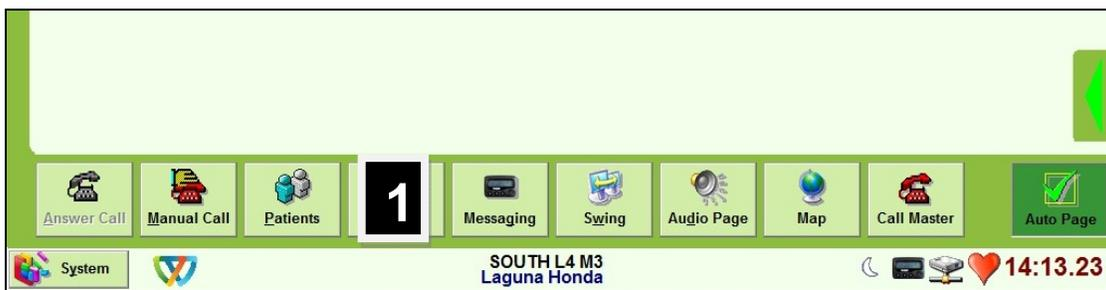 Answer Call
Manual Call
Patients
1
Messaging
Swing
Audio Page
Map
Call Master
Auto Page
System
SOUTH L4 M3
Laguna Honda
14:13.23